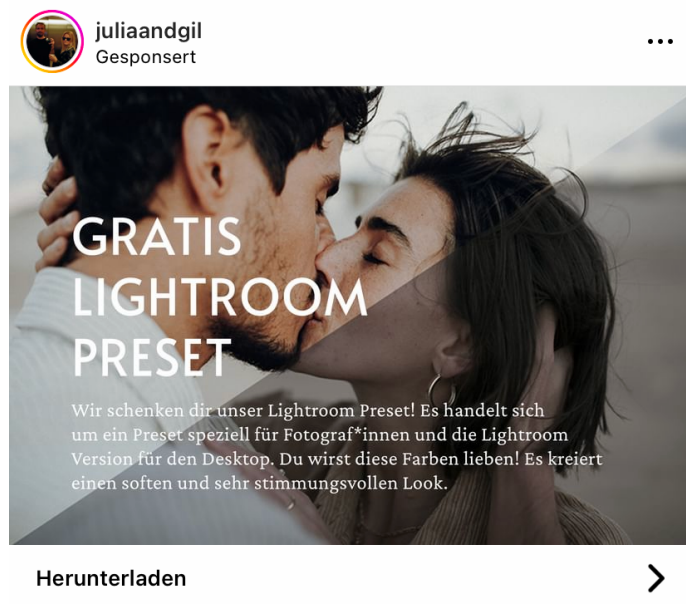 juliaandgil
Gesponsert
GRATIS
LIGHTROOM
PRESET
Wir schenken dir unser Lightroom Preset! Es handelt sich
um ein Preset speziell für Fotograf*innen und die Lightroom
Version für den Desktop. Du wirst diese Farben lieben! Es kreiert
einen soften und sehr stimmungsvollen Look.
Herunterladen